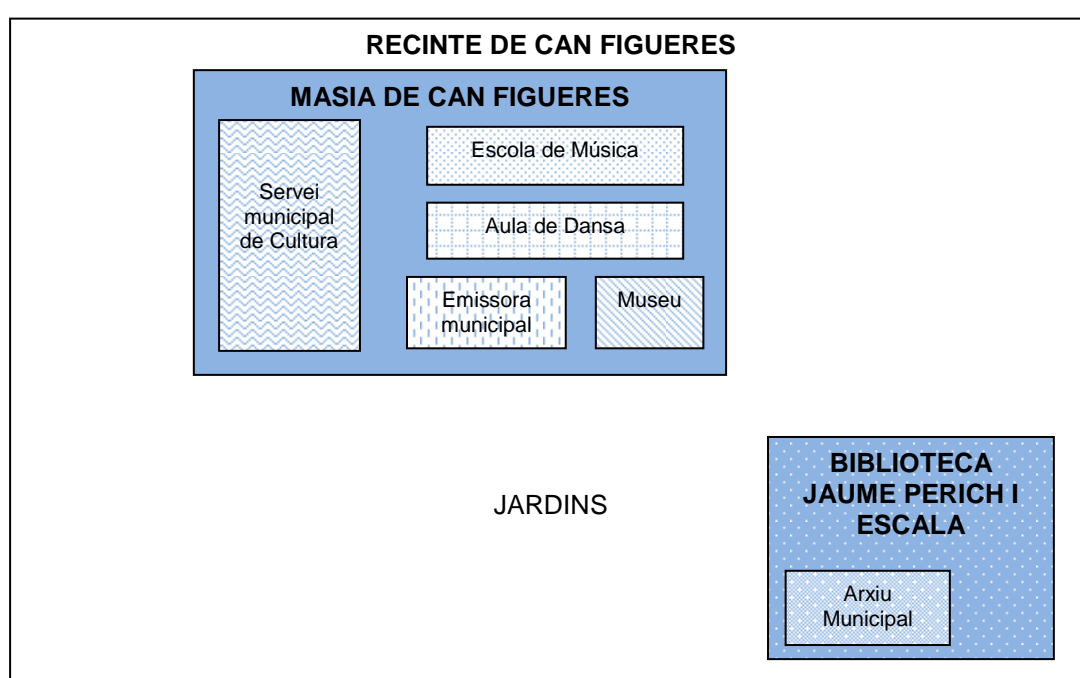 RECINTE DE CAN FIGUERES
MASIA DE CAN FIGUERES
Servei
municipal
de Cultura
Escola de Música
Aula de Dansa
Emissora
municipal
Museu
JARDINS
BIBLIOTECA
JAUME PERICH I
ESCALA
Arxiu
Municipal